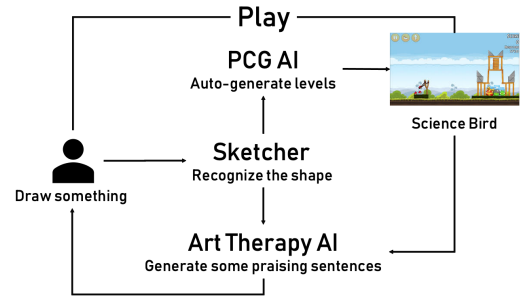 Play
PCG AI
Auto-generate levels
Science Bird
Sketcher
Recognize the shape
Draw something
Art Therapy AI
Generate some praising sentences